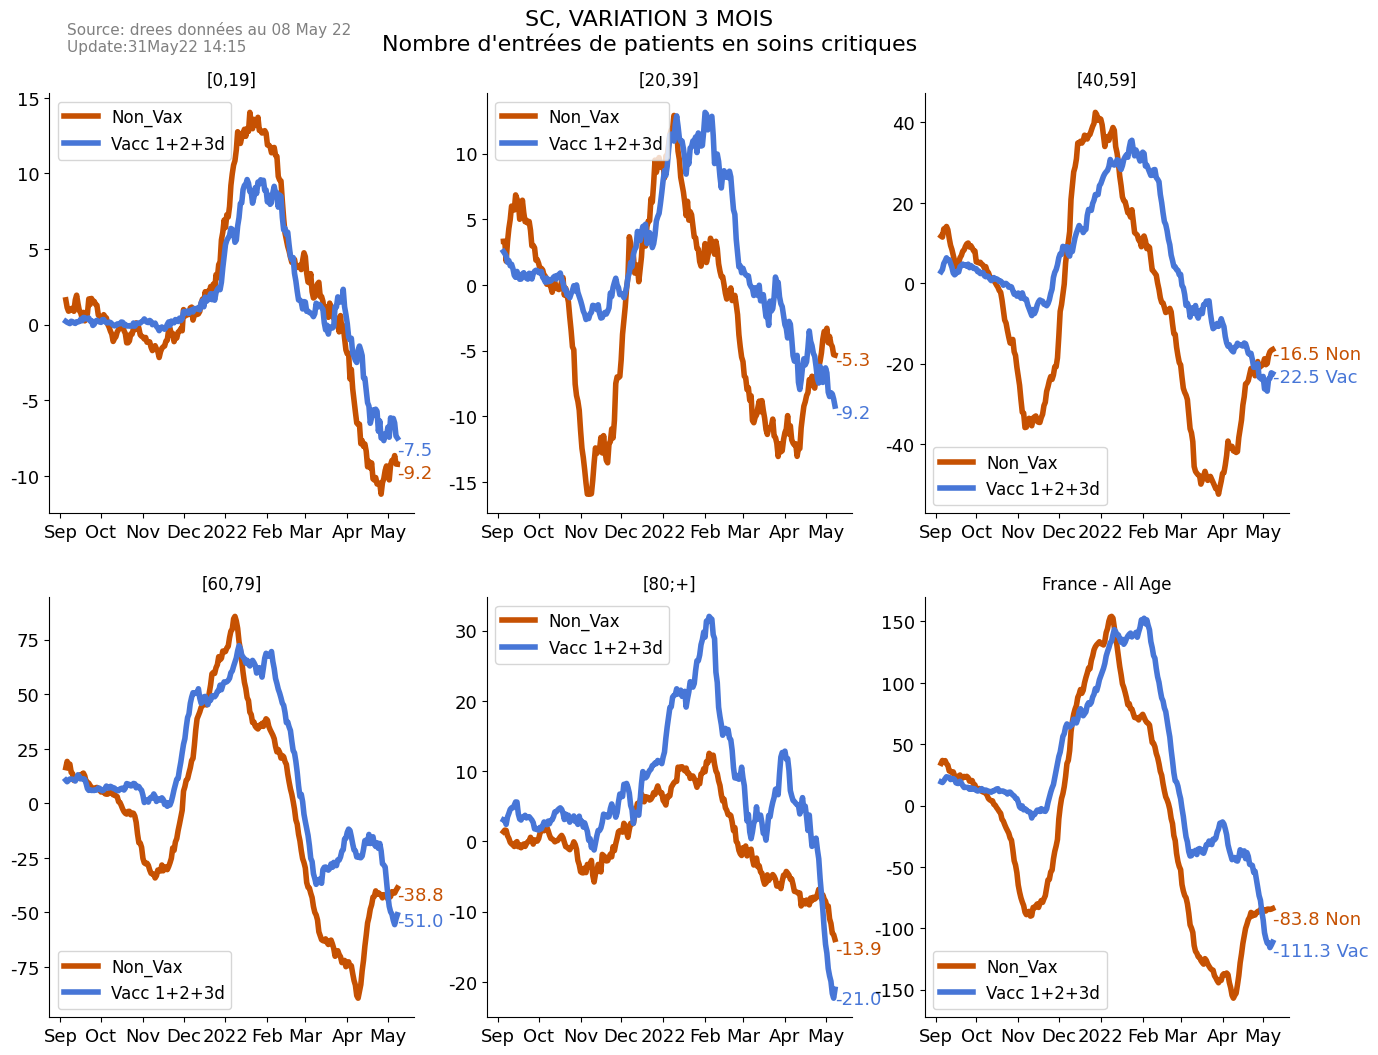 SC, VARIATION 3 MOIS
Nombre d'entrées de patients en soins critiques
Source: drees données au 08 May 22
Update:31May22 14:15
[0,19]
Non_Vax
Vacc 1+2+3d
15
10
5
0
-5
-10
-7.5
-9.2
Sep Oct Nov Dec 2022 Feb Mar Apr May
[20,39]
Non_Vax
Vacc 1+2+3d
10
5
0
-5
-10
-15
-5.3
-9.2
Sep Oct Nov Dec 2022 Feb Mar Apr May
[40,59]
40
20
0
-20
-40
-16.5 Non
-22.5 Vac
Non_Vax
Vacc 1+2+3d
Sep Oct Nov Dec 2022 Feb Mar Apr May
[60,79]
75
50
25
0
-25
-50
-75
-38.8
-51.0
Non_Vax
Vacc 1+2+3d
Sep Oct Nov Dec 2022 Feb Mar Apr May
[80;+]
Non_Vax
Vacc 1+2+3d
30
20
10
0
-10
-20
-13.9
-21.0
Sep Oct Nov Dec 2022 Feb Mar Apr May
France - All Age
150
100
50
0
-50
-100
-150
-83.8 Non
-111.3 Vac
Non_Vax
Vacc 1+2+3d
Sep Oct Nov Dec 2022 Feb Mar Apr May